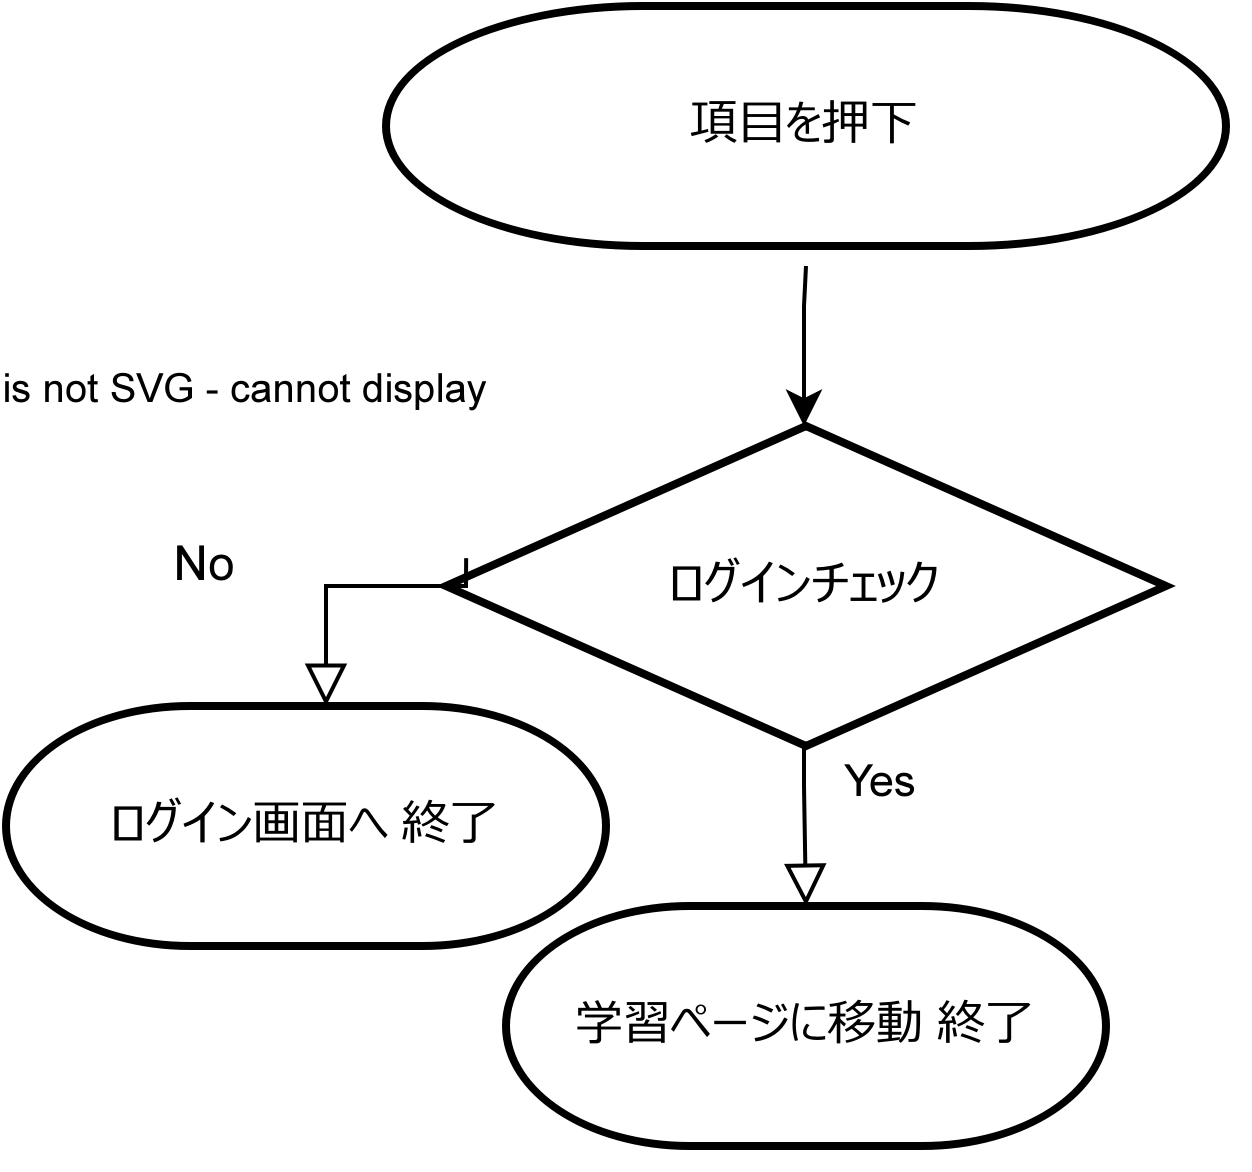 項目を押下
is not SVG - cannot display
No
ログインチェック
Yes
ログイン画面へ 終了
学習ページに移動 終了